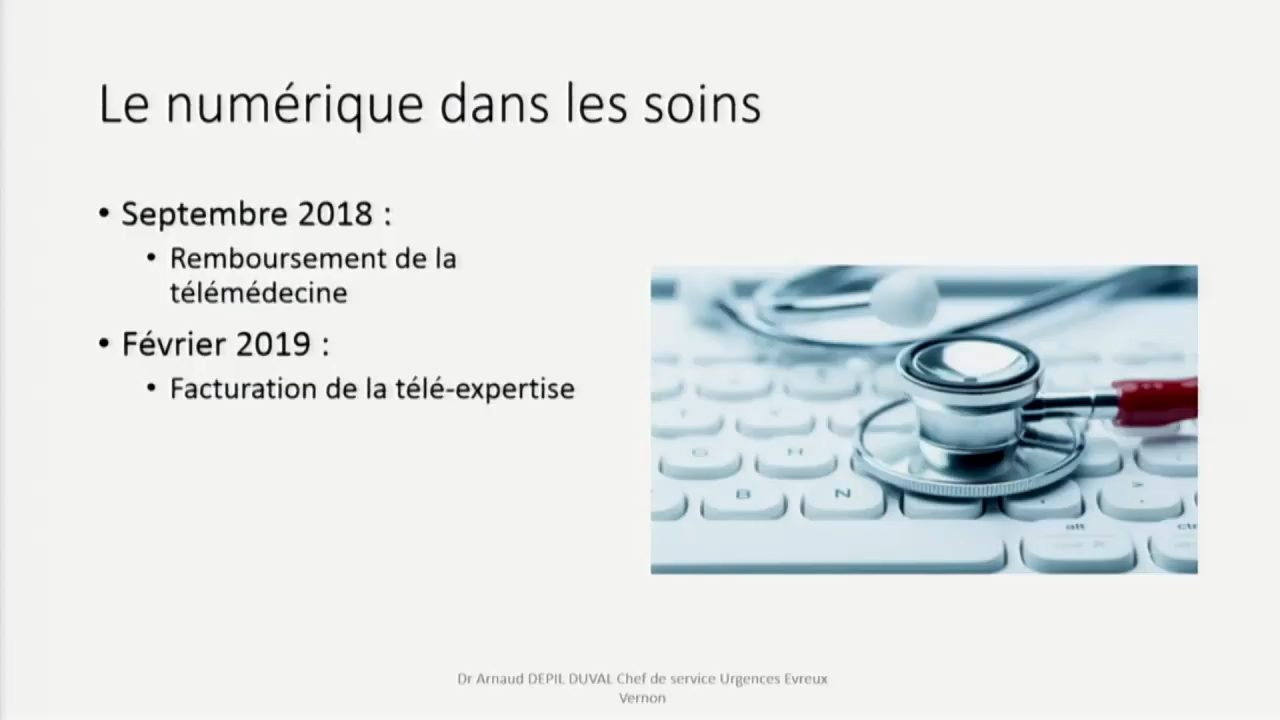 Le numérique dans les soins
• Septembre 2018 :
• Remboursement de la
télémédecine
• Février 2019 :
• Facturation de la télé-expertise
G H
B N
alt
Dr Arnaud DEPIL DUVAL Chef de service Urgences Evreux
Vernon